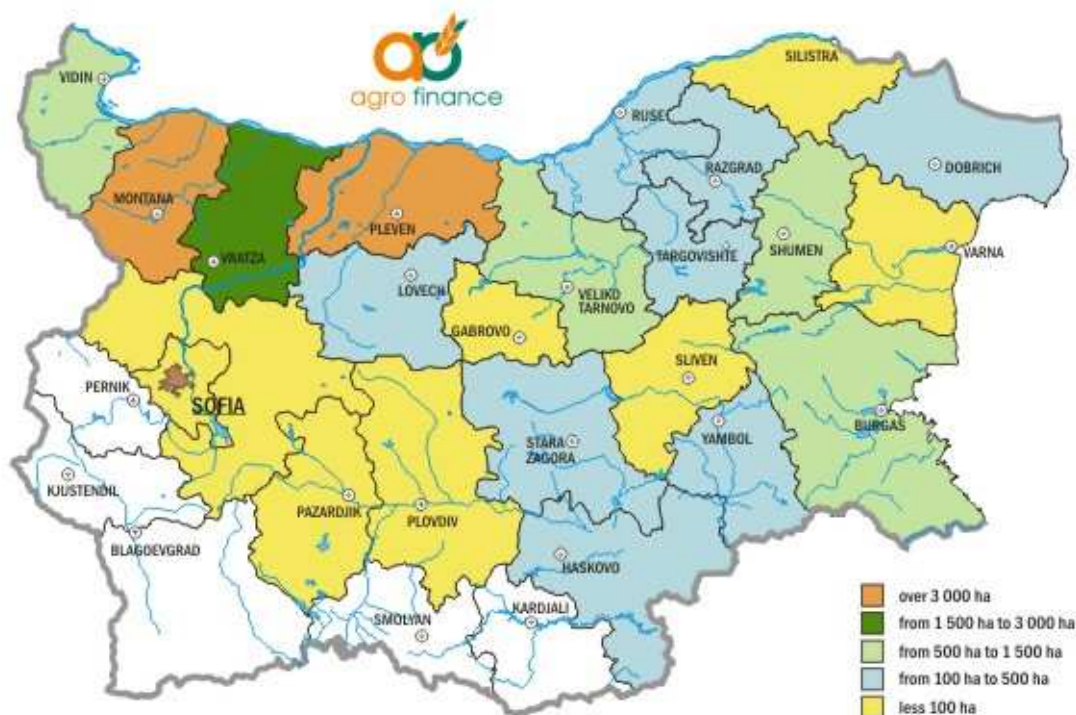 ao
agro finance
SILISTRA
VIDIN
RUSE
RAZGRAD
DOBRICH
MONTANA
PLEVEN
VRATZA
LOVECH
TARGOVISHTE
SHUMEN
VARNA
VELIKO
TARNOVO
GABROVO
SLIVEN
PERNIK
SOFIA
STARA
ZAGORA
YAMBOL
BURGAS
KJUSTENDIL
PAZARDJIK
PLOVDIV
BLAGOEVGRAD
HASKOVO
KARDJALI
SMOLYAN
over 3 000 ha
from 1 500 ha to 3 000 ha
from 500 ha to 1 500 ha
from 100 ha to 500 ha
less 100 ha